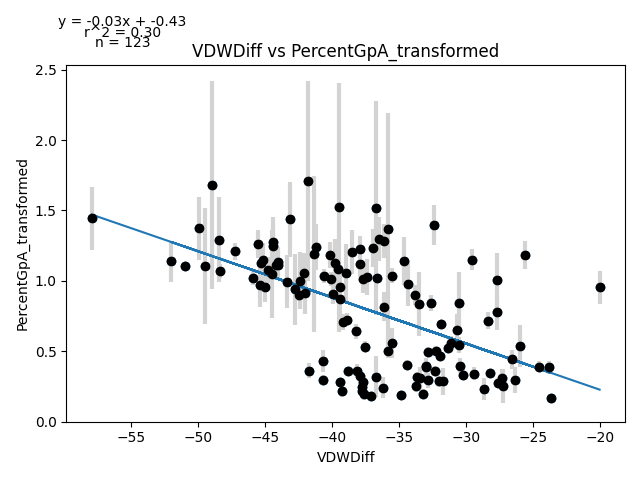 y = -0.03x + -0.43
r^2 = 0.30
n = 123
VDWDiff vs PercentGpA_transformed
2.5
2.0
1.5
1.0
0.5
0.0
PercentGpA_transformed
−55
−50
−45
−40
−35
−30
−25
−20
VDWDiff